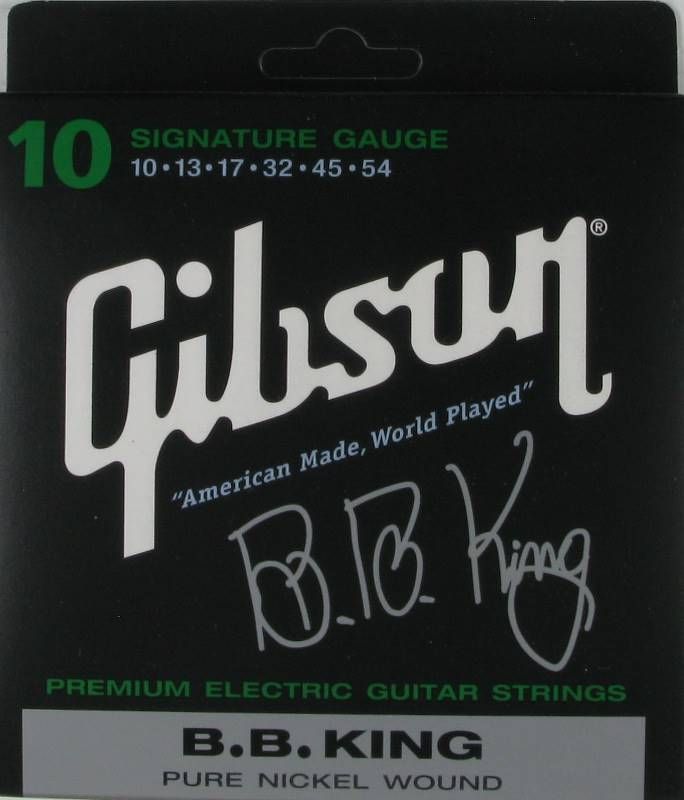 10 SIGNATURE GAUGE
10•13•17•32•45•54
Gibson®
"American Made, World Played"
B.B. King
PREMIUM ELECTRIC GUITAR STRINGS
B.B. KING
PURE NICKEL WOUND